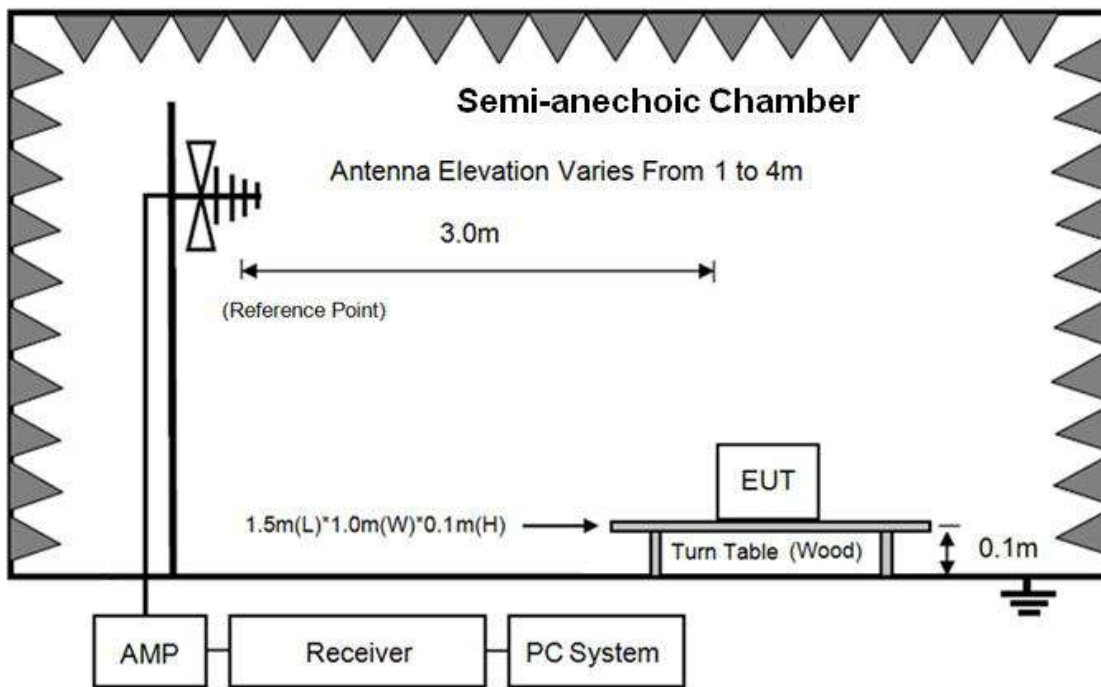 Semi-anechoic Chamber
Antenna Elevation Varies From 1 to 4m
3.0m
(Reference Point)
EUT
1.5m(L)*1.0m(W)*0.1m(H)
Turn Table (Wood)
0.1m
AMP
Receiver
PC System